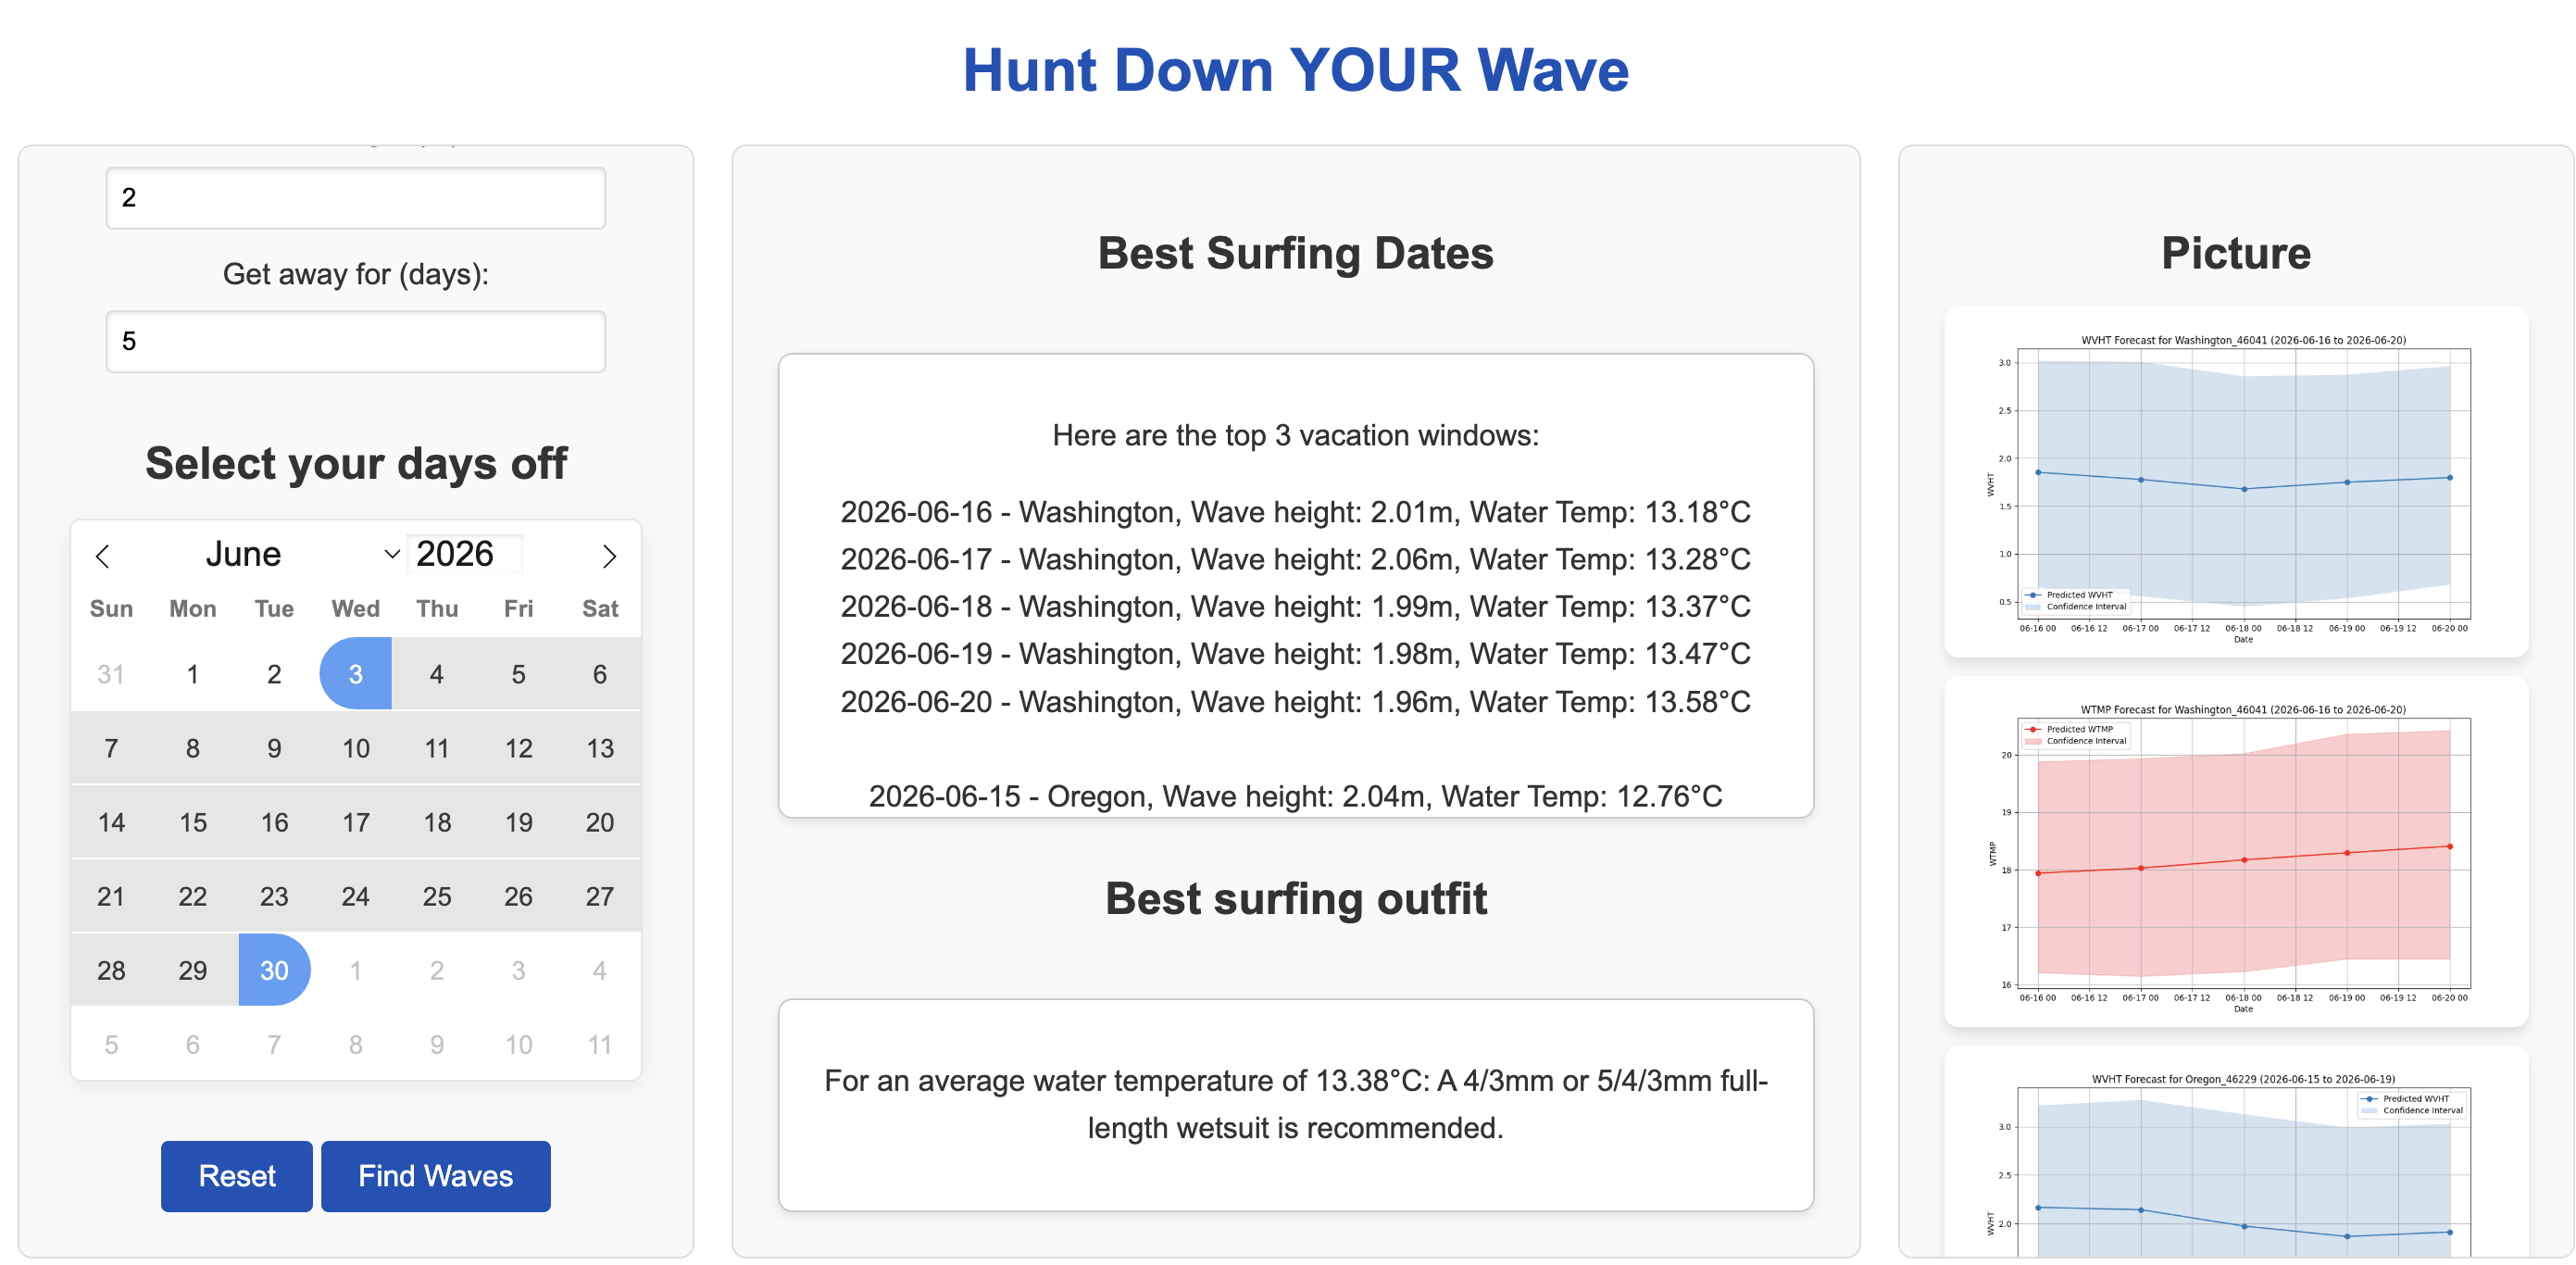 Hunt Down YOUR Wave
2
Get away for (days):
5
Select your days off
June 2026
Sun Mon Tue Wed Thu Fri Sat
31 1 2 3 4 5 6
7 8 9 10 11 12 13
14 15 16 17 18 19 20
21 22 23 24 25 26 27
28 29 30 1 2 3 4
5 6 7 8 9 10 11
Reset Find Waves
Best Surfing Dates
Here are the top 3 vacation windows:
2026-06-16 - Washington, Wave height: 2.01m, Water Temp: 13.18°C
2026-06-17 - Washington, Wave height: 2.06m, Water Temp: 13.28°C
2026-06-18 - Washington, Wave height: 1.99m, Water Temp: 13.37°C
2026-06-19 - Washington, Wave height: 1.98m, Water Temp: 13.47°C
2026-06-20 - Washington, Wave height: 1.96m, Water Temp: 13.58°C
2026-06-15 - Oregon, Wave height: 2.04m, Water Temp: 12.76°C
Best surfing outfit
For an average water temperature of 13.38°C: A 4/3mm or 5/4/3mm full-
length wetsuit is recommended.
Picture
WVHT Forecast for Washington_46041 (2026-06-16 to 2026-06-20)
3.0
2.5
2.0
WVHT
1.5
1.0
0.5
Predicted WVHT
Confidence Interval
06-16 00 06-16 12 06-17 00 06-17 12 06-18 00 06-18 12 06-19 00 06-19 12 06-20 00
Date
WTMP Forecast for Washington_46041 (2026-06-16 to 2026-06-20)
Predicted WTMP
Confidence Interval
20
19
WTMP
18
17
16
06-16 00 06-16 12 06-17 00 06-17 12 06-18 00 06-18 12 06-19 00 06-19 12 06-20 00
Date
WVHT Forecast for Oregon_46229 (2026-06-15 to 2026-06-19)
Predicted WVHT
Confidence Interval
3.0
2.5
2.0
WVHT